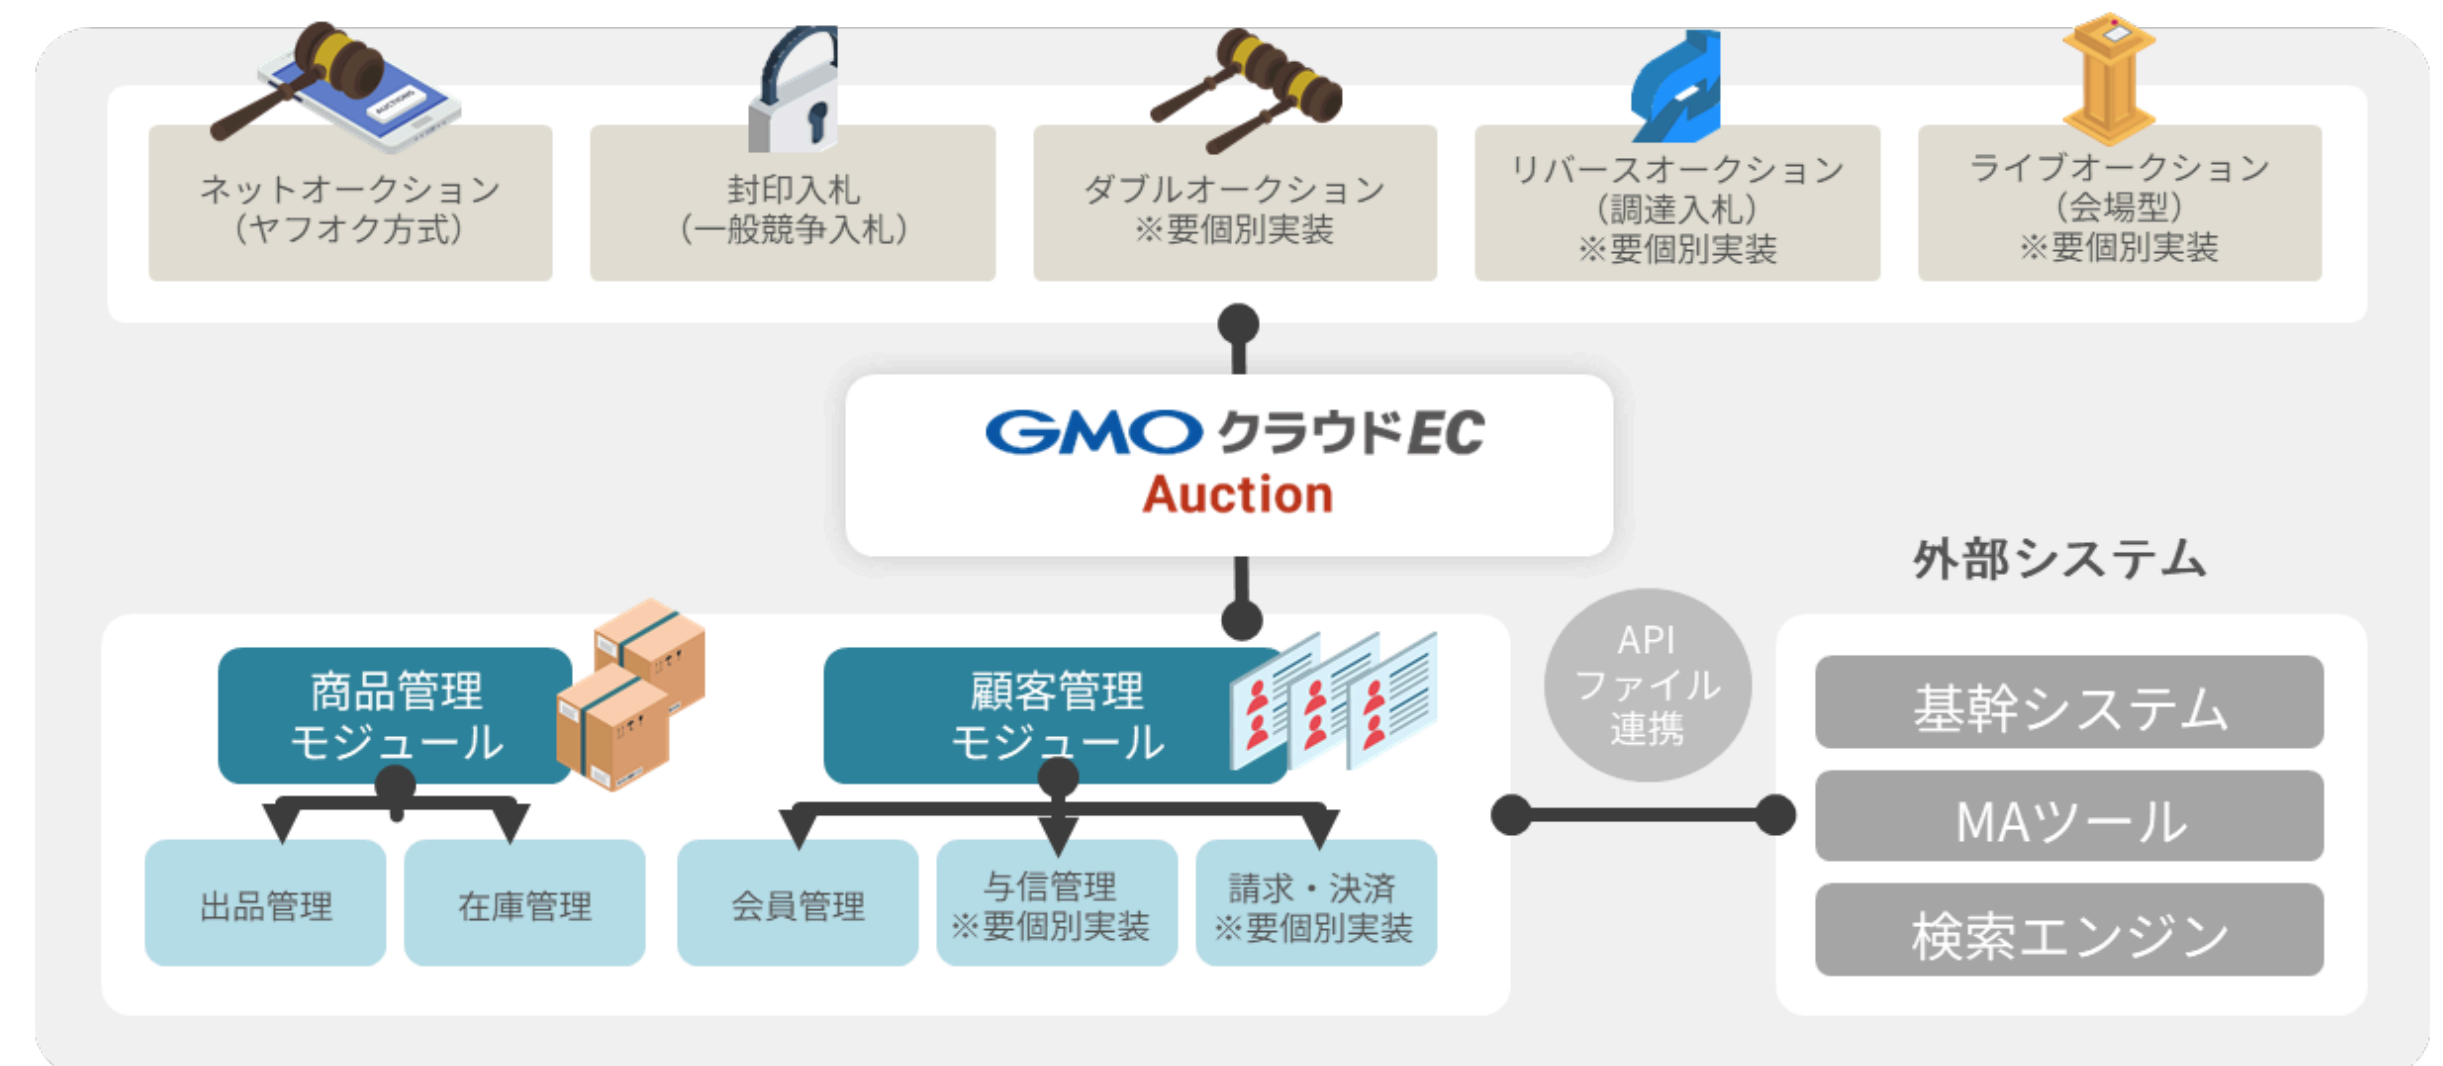 AUCTIONS
ネットオークション
（ヤフオク方式）
封印入札
（一般競争入札）
ダブルオークション
※要個別実装
リバースオークション
（調達入札）
※要個別実装
ライブオークション
（会場型）
※要個別実装
GMO クラウドEC
Auction
外部システム
商品管理
モジュール
顧客管理
モジュール
API
ファイル
連携
基幹システム
MAツール
検索エンジン
出品管理
在庫管理
会員管理
与信管理
※要個別実装
請求・決済
※要個別実装